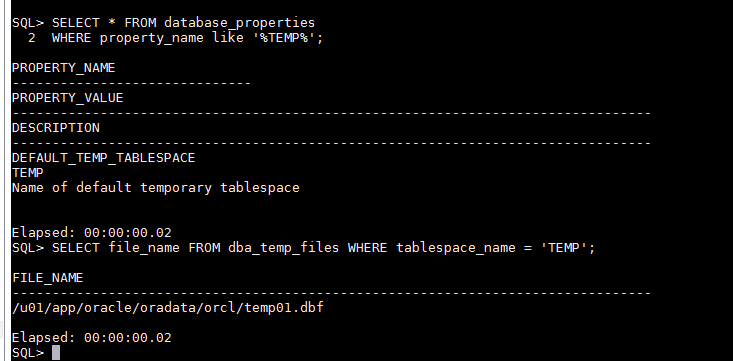 SQL> SELECT * FROM database_properties
  2  WHERE property_name like '%TEMP%';
PROPERTY_NAME
------------------------------
PROPERTY_VALUE
--------------------------------------------------------------------------------
DESCRIPTION
--------------------------------------------------------------------------------
DEFAULT_TEMP_TABLESPACE
TEMP
Name of default temporary tablespace
Elapsed: 00:00:00.02
SQL> SELECT file_name FROM dba_temp_files WHERE tablespace_name = 'TEMP';
FILE_NAME
--------------------------------------------------------------------------------
/u01/app/oracle/oradata/orcl/temp01.dbf
Elapsed: 00:00:00.02
SQL>